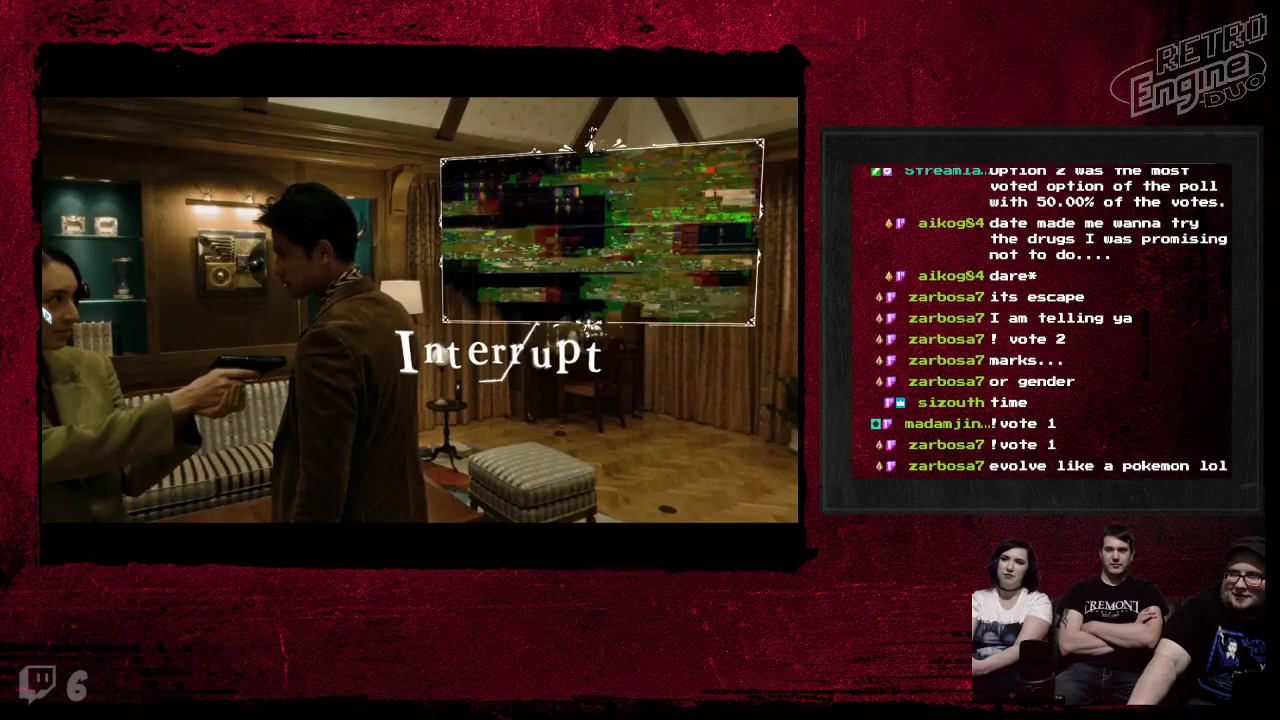 RETRO
Engine
DUO
Interrupt
Streamla… option 2 was the most
voted option of the poll
with 50.00% of the votes.
aikog84 date made me wanna try
the drugs I was promising
not to do....
aikog84 dare*
zarbosa7 its escape
zarbosa7 I am telling ya
zarbosa7 ! vote 2
zarbosa7 marks...
zarbosa7 or gender
sizouth time
madamjin… !vote 1
zarbosa7 !vote 1
zarbosa7 evolve like a pokemon lol
6